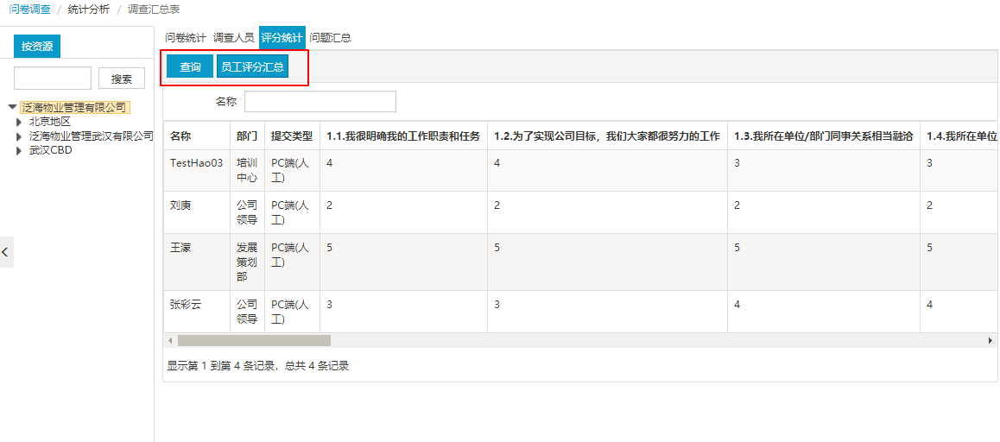 问卷调查 / 统计分析 / 调查汇总表
按资源
搜索
泛海物业管理有限公司
北京地区
泛海物业管理武汉有限公司
武汉CBD
问卷统计 调查人员 评分统计 问题汇总
查询 员工评分汇总
名称
名称 部门 提交类型 1.1.我很明确我的工作职责和任务 1.2.为了实现公司目标，我们大家都很努力的工作 1.3.我所在单位/部门同事关系相当融洽 1.4.我所在单位
TestHao03 培训中心 PC端(人工) 4 4 3 3
刘庚 公司领导 PC端(人工) 2 2 2 2
王濛 发展策划部 PC端(人工) 5 5 5 5
张彩云 公司领导 PC端(人工) 3 3 4 4
显示第 1 到第 4 条记录，总共 4 条记录